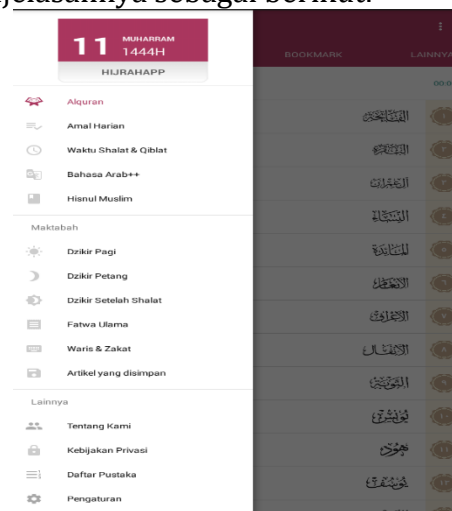 jelasannya sebagai berikut:
11 MUHARRAM
1444H
HIJRAHAPP
BOOKMARK LAINNYA
Alquran
Amal Harian
Waktu Shalat & Qiblat
Bahasa Arab++
Hisnul Muslim
Maktabah
Dzikir Pagi
Dzikir Petang
Dzikir Setelah Shalat
Fatwa Ulama
Waris & Zakat
Artikel yang disimpan
Lainnya
Tentang Kami
Kebijakan Privasi
Daftar Pustaka
Pengaturan
الفاتحة
البقرة
آل عمران
النساء
المائدة
الأنعام
الأعراف
الأنفال
التوبة
يونس
هود
يوسف